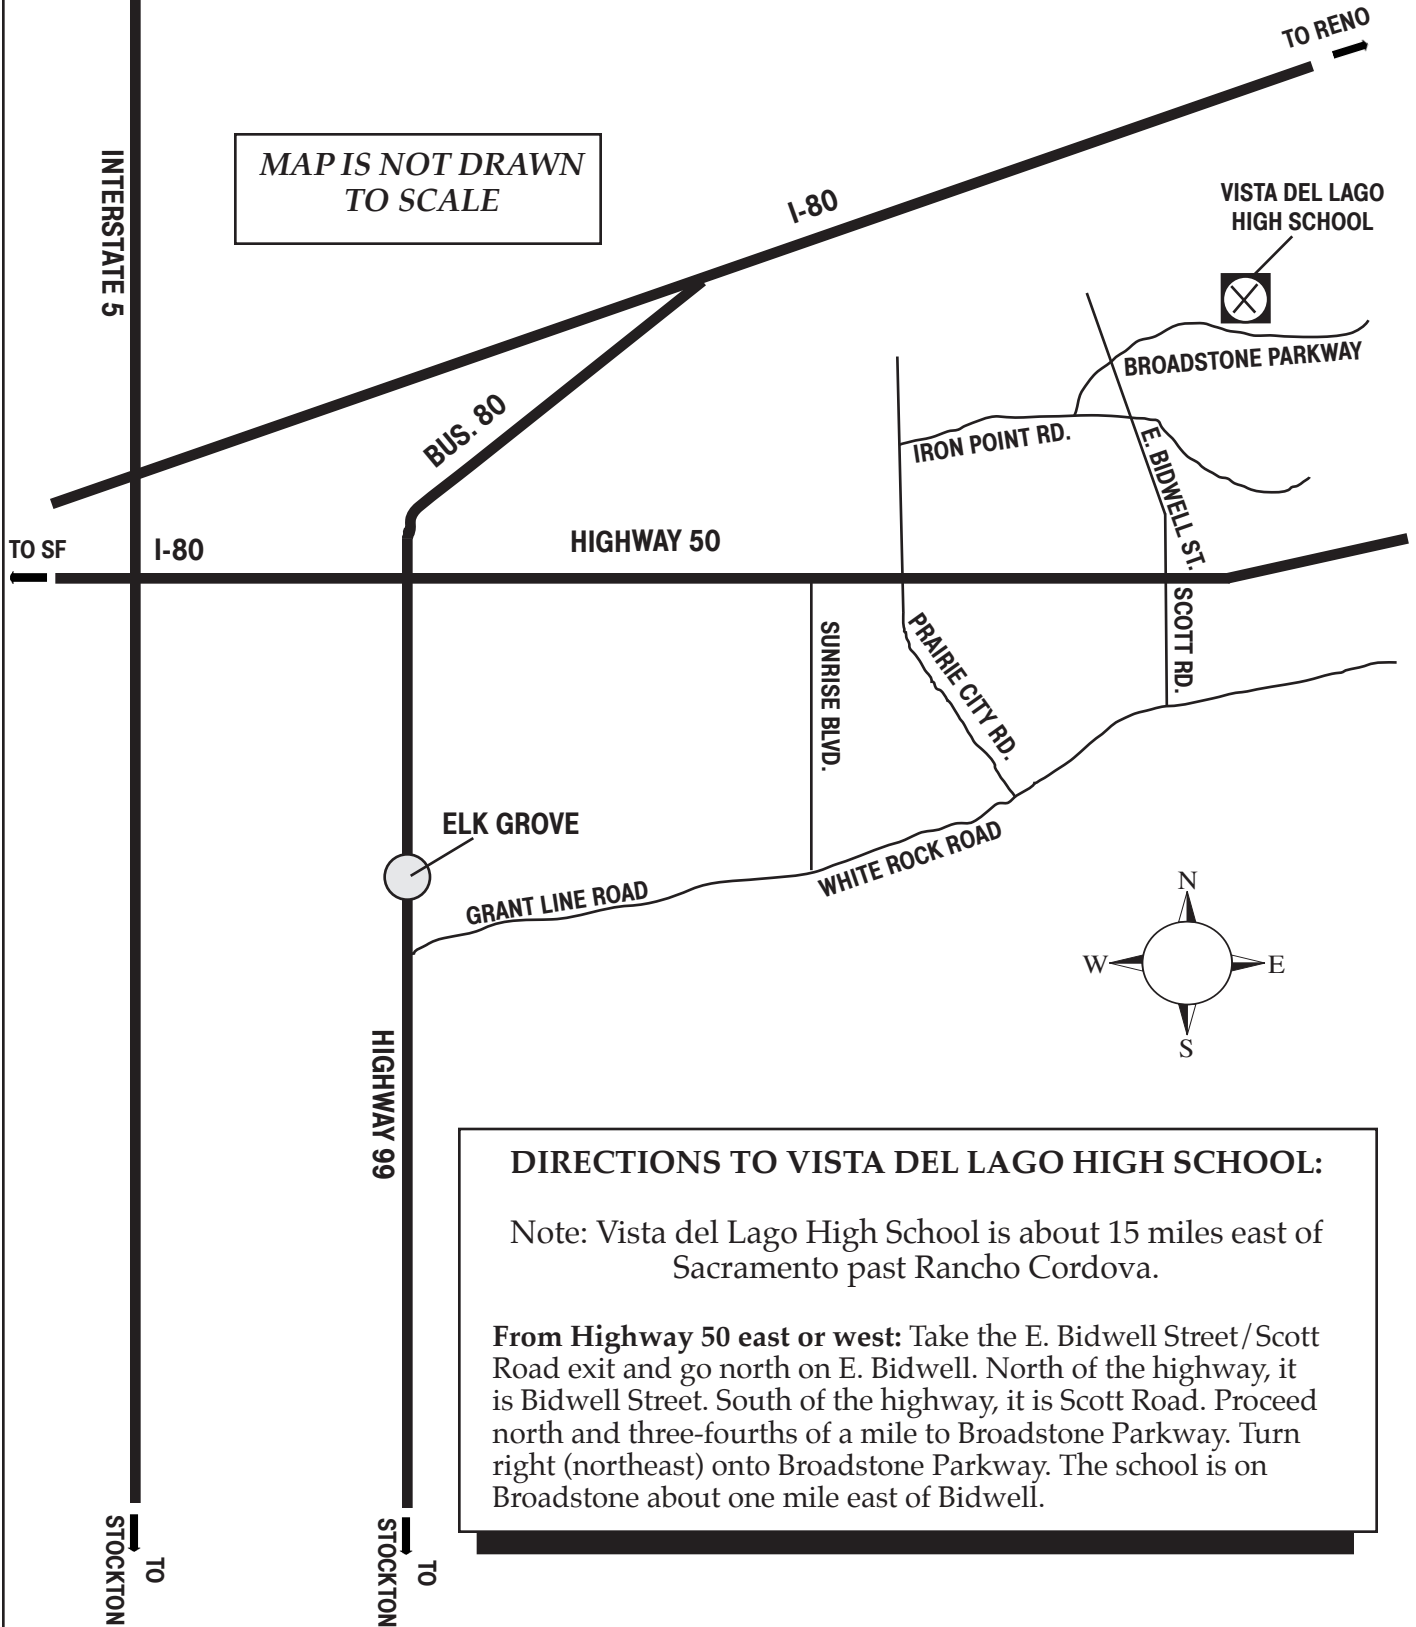 TO RENO
MAP IS NOT DRAWN
TO SCALE
INTERSTATE 5
I-80
VISTA DEL LAGO
HIGH SCHOOL
BROADSTONE PARKWAY
BUS. 80
IRON POINT RD.
E. BIDWELL ST.
TO SF
I-80
HIGHWAY 50
SCOTT RD.
SUNRISE BLVD.
PRAIRIE CITY RD.
ELK GROVE
WHITE ROCK ROAD
GRANT LINE ROAD
N
W
E
S
HIGHWAY 99
DIRECTIONS TO VISTA DEL LAGO HIGH SCHOOL:
Note: Vista del Lago High School is about 15 miles east of
Sacramento past Rancho Cordova.
From Highway 50 east or west: Take the E. Bidwell Street/Scott
Road exit and go north on E. Bidwell. North of the highway, it
is Bidwell Street. South of the highway, it is Scott Road. Proceed
north and three-fourths of a mile to Broadstone Parkway. Turn
right (northeast) onto Broadstone Parkway. The school is on
Broadstone about one mile east of Bidwell.
TO
STOCKTON
TO
STOCKTON